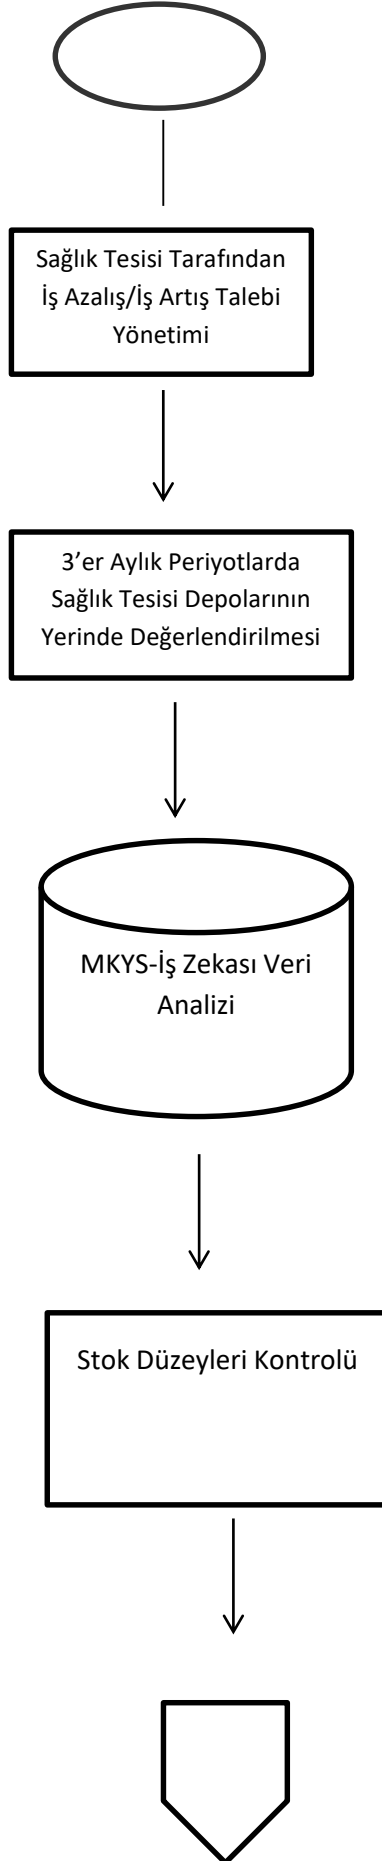 Sağlık Tesisi Tarafından
İş Azalış/İş Artış Talebi
Yönetimi
3’er Aylık Periyotlarda
Sağlık Tesisi Depolarının
Yerinde Değerlendirilmesi
MKYS-İş Zekası Veri
Analizi
Stok Düzeyleri Kontrolü